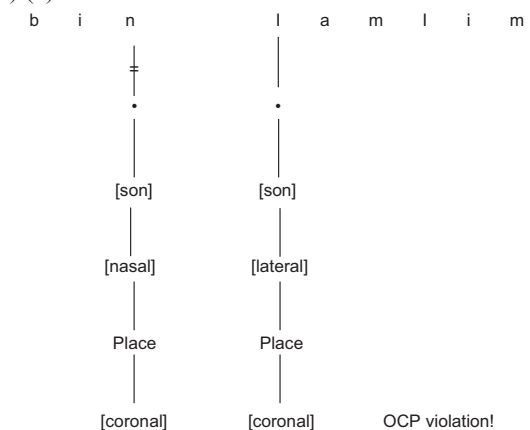 b i n l a m l i m
[son] [son]
[nasal] [lateral]
Place Place
[coronal] [coronal] OCP violation!